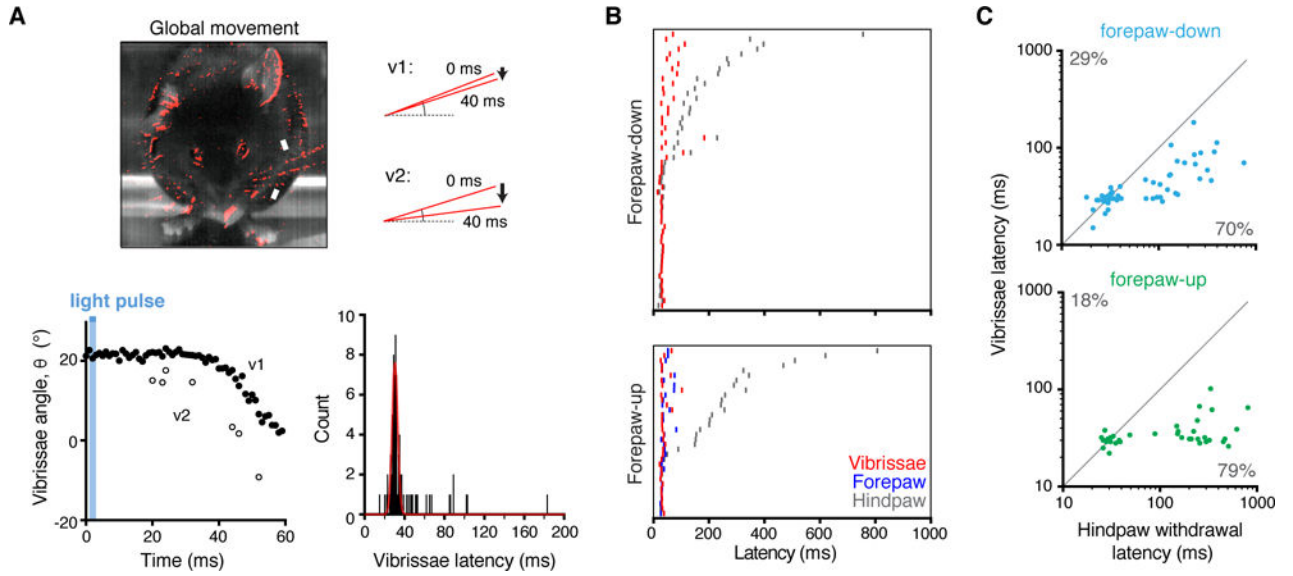 A
Global movement
v1:
0 ms
40 ms
v2:
0 ms
40 ms
light pulse
Vibrissae angle, θ (°)
20
0
-20
v1
v2
0
20
40
60
Time (ms)
Count
10
8
6
4
2
0
0
40
80
120
160
200
Vibrissae latency (ms)
B
Forepaw-down
Forepaw-up
Vibrissae
Forepaw
Hindpaw
0
200
400
600
800
1000
Latency (ms)
C
forepaw-down
1000
29%
100
70%
10
Vibrissae latency (ms)
forepaw-up
1000
18%
100
79%
10
10
100
1000
Hindpaw withdrawal
latency (ms)